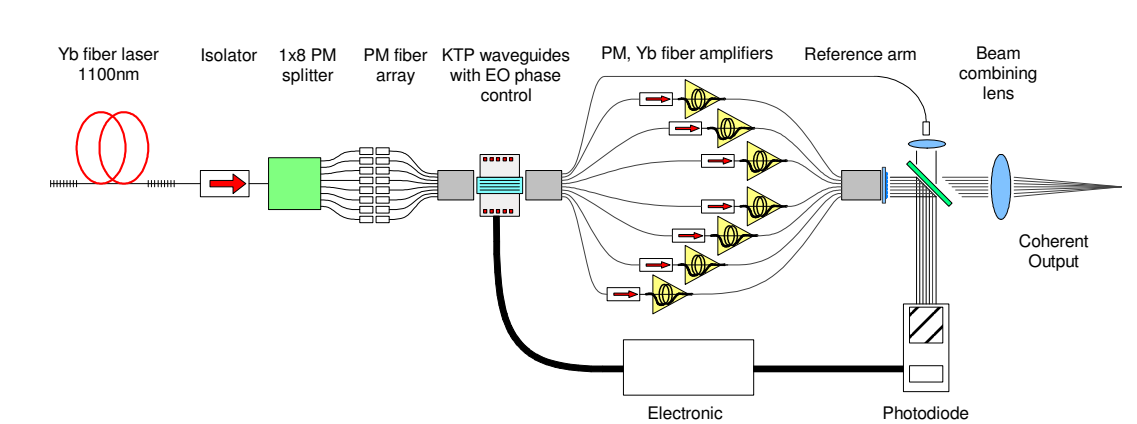 Yb fiber laser
1100nm
Isolator
1x8 PM
splitter
PM fiber
array
KTP waveguides
with EO phase
control
PM, Yb fiber amplifiers
Reference arm
Beam
combining
lens
Coherent
Output
Electronic
Photodiode